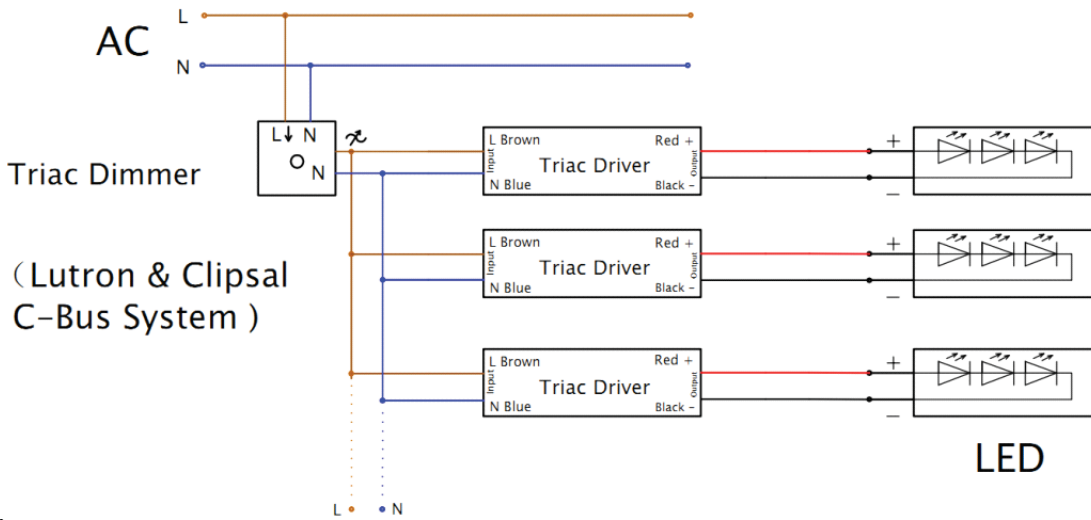 L
AC
N
L N
N
Triac Dimmer
(Lutron & Clipsal
C-Bus System )
L Brown
Input
N Blue
Triac Driver
Red +
Output
Black -
+
-
L Brown
Input
N Blue
Triac Driver
Red +
Output
Black -
+
-
L Brown
Input
N Blue
Triac Driver
Red +
Output
Black -
+
-
LED
L
N